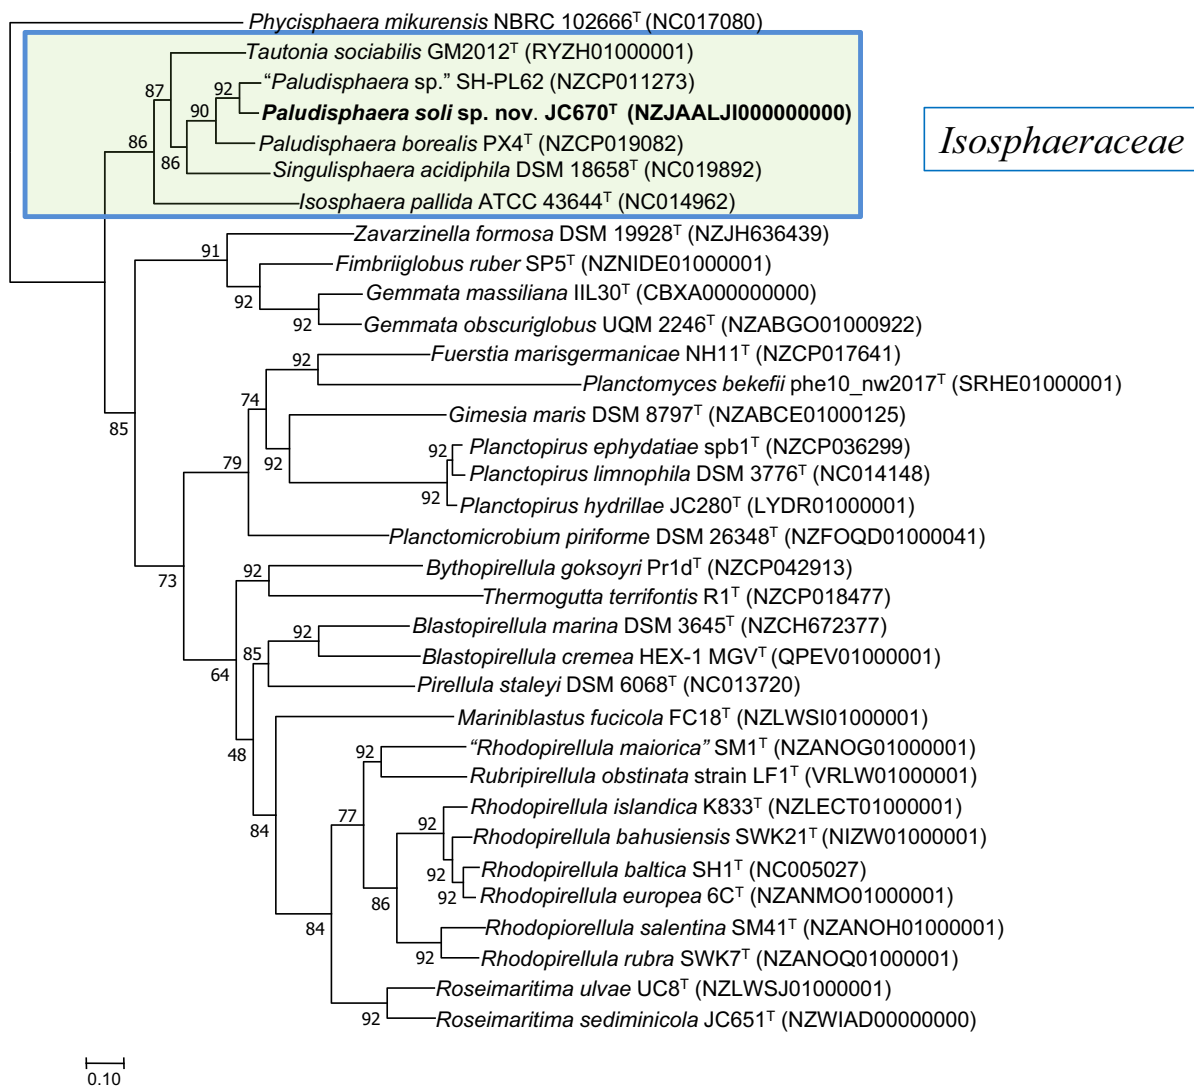 Phycisphaera mikurensis NBRC 102666T (NC017080)
Tautonia sociabilis GM2012T (RYZH01000001)
87
92
"Paludisphaera sp." SH-PL62 (NZCP011273)
90
Paludisphaera soli sp. nov. JC670T (NZJAALJI000000000)
Isosphaeraceae
86
86
Paludisphaera borealis PX4T (NZCP019082)
Singulisphaera acidiphila DSM 18658T (NC019892)
Isosphaera pallida ATCC 43644T (NC014962)
91
Zavarzinella formosa DSM 19928T (NZJH636439)
Fimbriiglobus ruber SP5T (NZNIDE01000001)
92
Gemmata massiliana IIL30T (CBXA000000000)
92
Gemmata obscuriglobus UQM 2246T (NZABGO01000922)
92
Fuerstia marisgermanicae NH11T (NZCP017641)
Planctomyces bekefii phe10_nw2017T (SRHE01000001)
74
85
Gimesia maris DSM 8797T (NZABCE01000125)
92
79
92
Planctopirus ephydatiae spb1T (NZCP036299)
Planctopirus limnophila DSM 3776T (NC014148)
92
Planctopirus hydrillae JC280T (LYDR01000001)
Planctomicrobium piriforme DSM 26348T (NZFOQD01000041)
73
92
Bythopirellula goksoyri Pr1dT (NZCP042913)
Thermogutta terrifontis R1T (NZCP018477)
92
Blastopirellula marina DSM 3645T (NZCH672377)
64
85
Blastopirellula cremea HEX-1 MGVT (QPEV01000001)
Pirellula staleyi DSM 6068T (NC013720)
Mariniblastus fucicola FC18T (NZLWSI01000001)
48
92
"Rhodopirellula maiorica" SM1T (NZANOG01000001)
Rubripirellula obstinata strain LF1T (VRLW01000001)
84
77
92
Rhodopirellula islandica K833T (NZLECT01000001)
Rhodopirellula bahusiensis SWK21T (NIZW01000001)
92
Rhodopirellula baltica SH1T (NC005027)
92
Rhodopirellula europea 6CT (NZANMO01000001)
84
86
Rhodopiorellula salentina SM41T (NZANOH01000001)
92
Rhodopirellula rubra SWK7T (NZANOQ01000001)
Roseimaritima ulvae UC8T (NZLWSJ01000001)
92
Roseimaritima sediminicola JC651T (NZWIAD00000000)
0.10